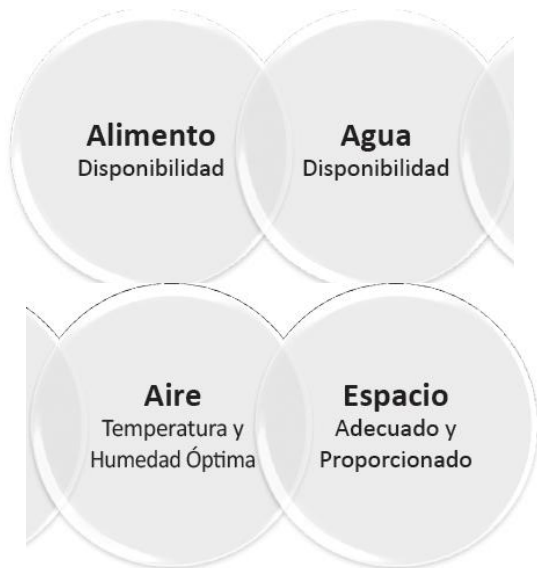 Alimento
Disponibilidad
Agua
Disponibilidad
Aire
Temperatura y
Humedad Óptima
Espacio
Adecuado y
Proporcionado